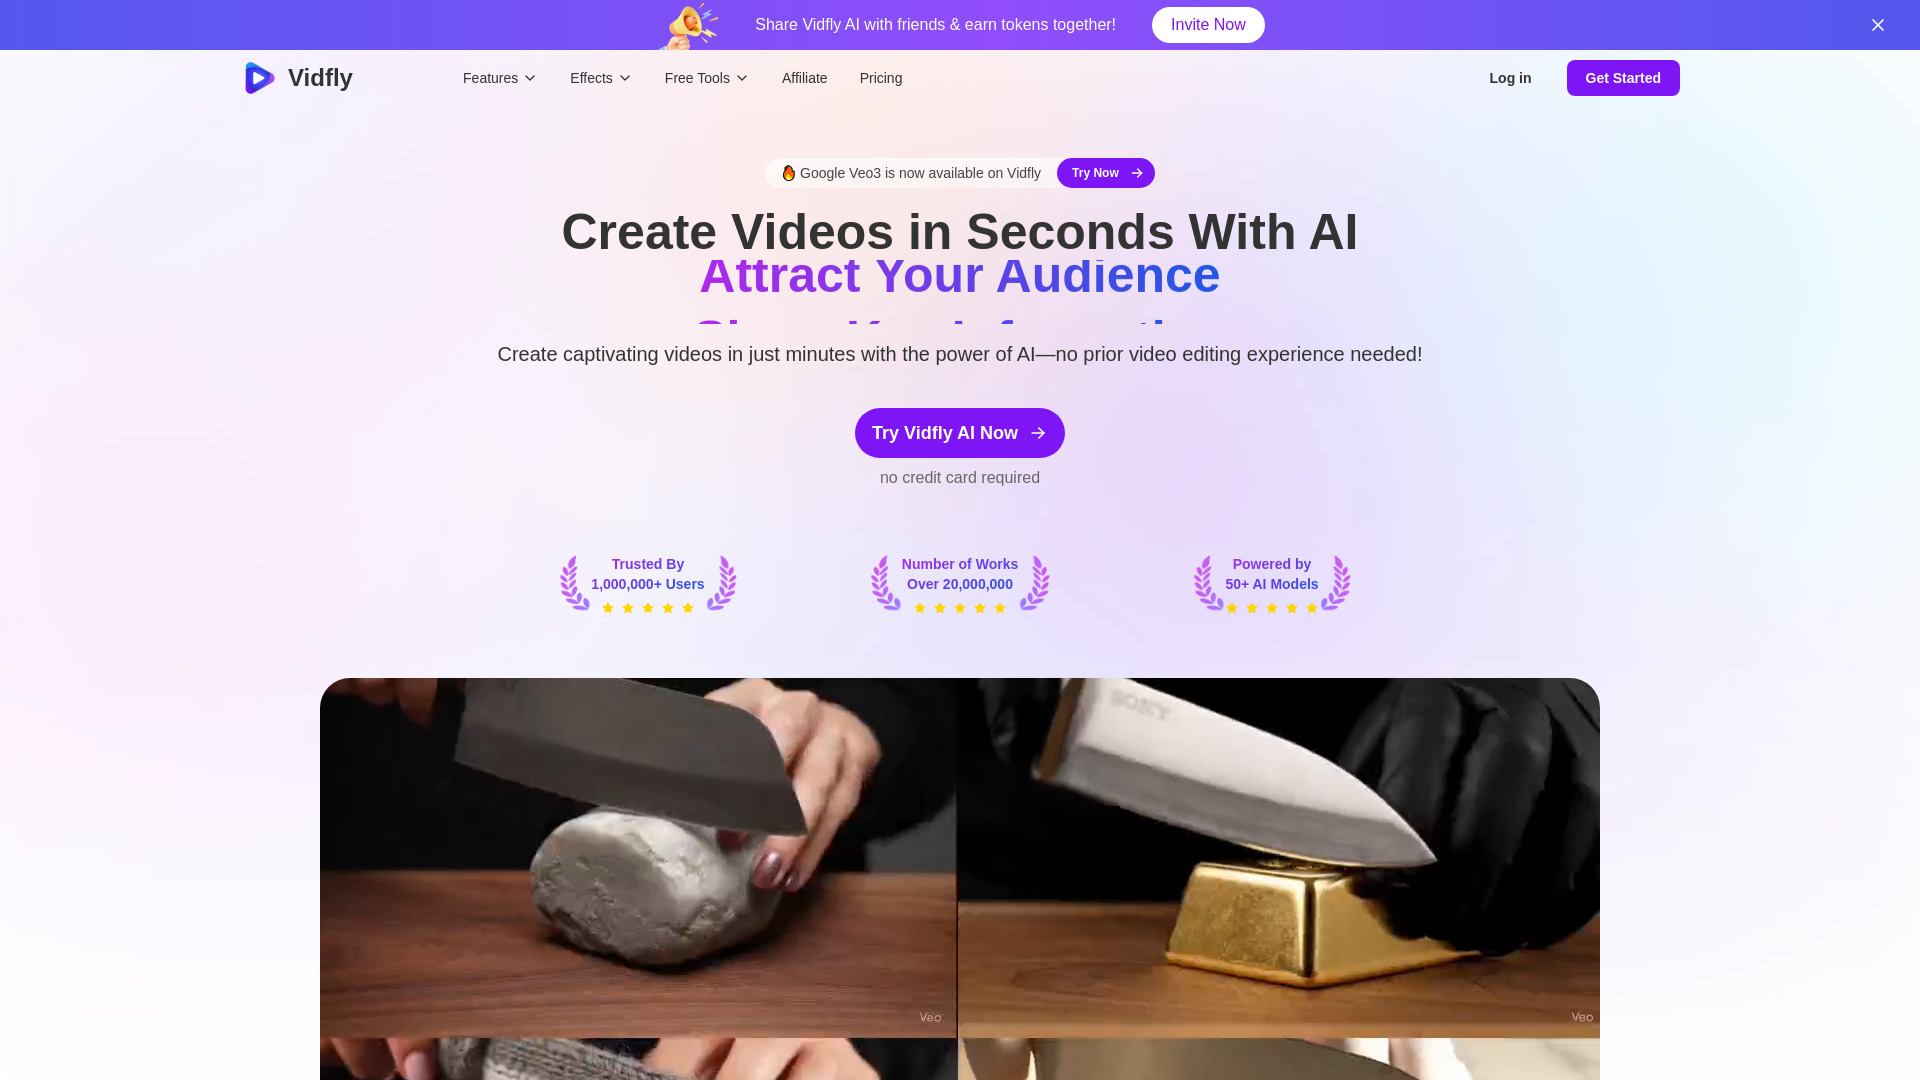 Share Vidfly AI with friends & earn tokens together!
Invite Now
Vidfly
Features
Effects
Free Tools
Affiliate
Pricing
Log in
Get Started
Google Veo3 is now available on Vidfly
Try Now
Create Videos in Seconds With AI
Attract Your Audience
Create captivating videos in just minutes with the power of AI—no prior video editing experience needed!
Try Vidfly AI Now
no credit card required
Trusted By
1,000,000+ Users
Number of Works
Over 20,000,000
Powered by
50+ AI Models
Veo
Veo